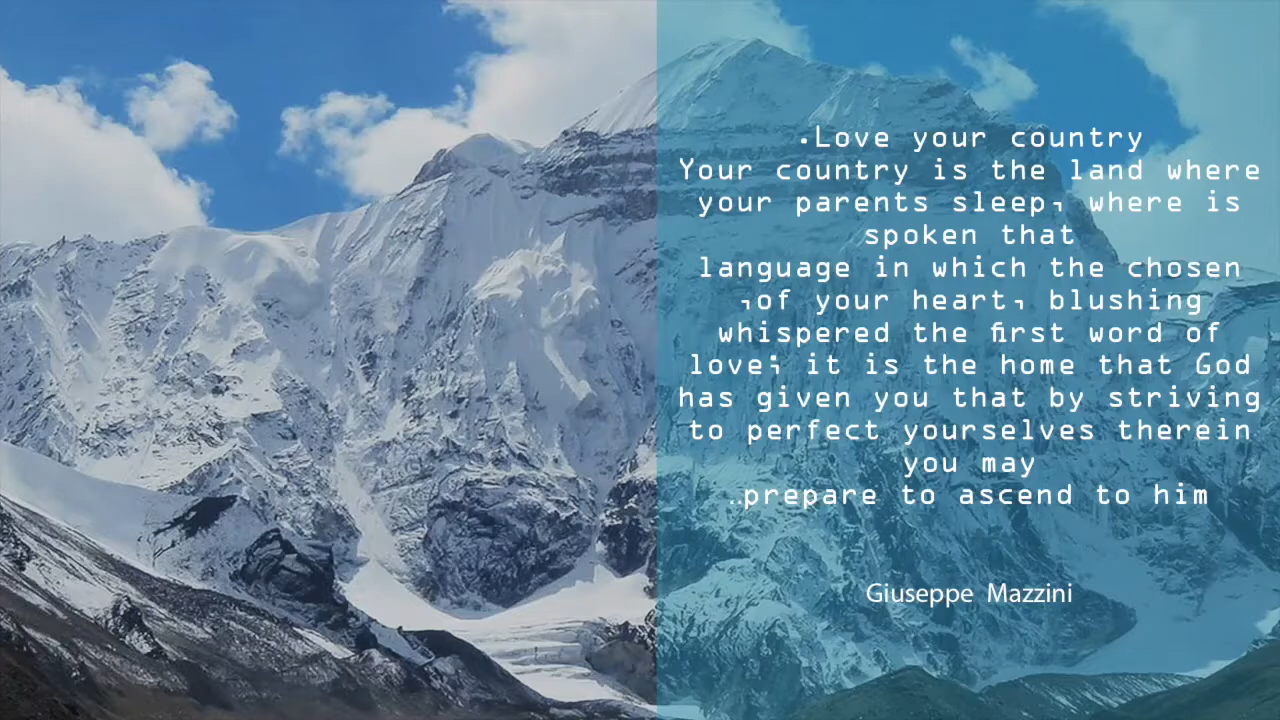 .Love your country
Your country is the land where
your parents sleep, where is
spoken that
language in which the chosen
,of your heart, blushing
whispered the first word of
love; it is the home that God
has given you that by striving
to perfect yourselves therein
you may
..prepare to ascend to him
Giuseppe Mazzini